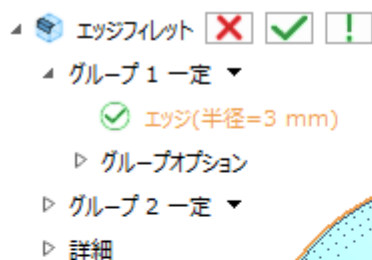 エッジフィレット
グループ 1 一定
エッジ(半径=3 mm)
グループオプション
グループ 2 一定
詳細